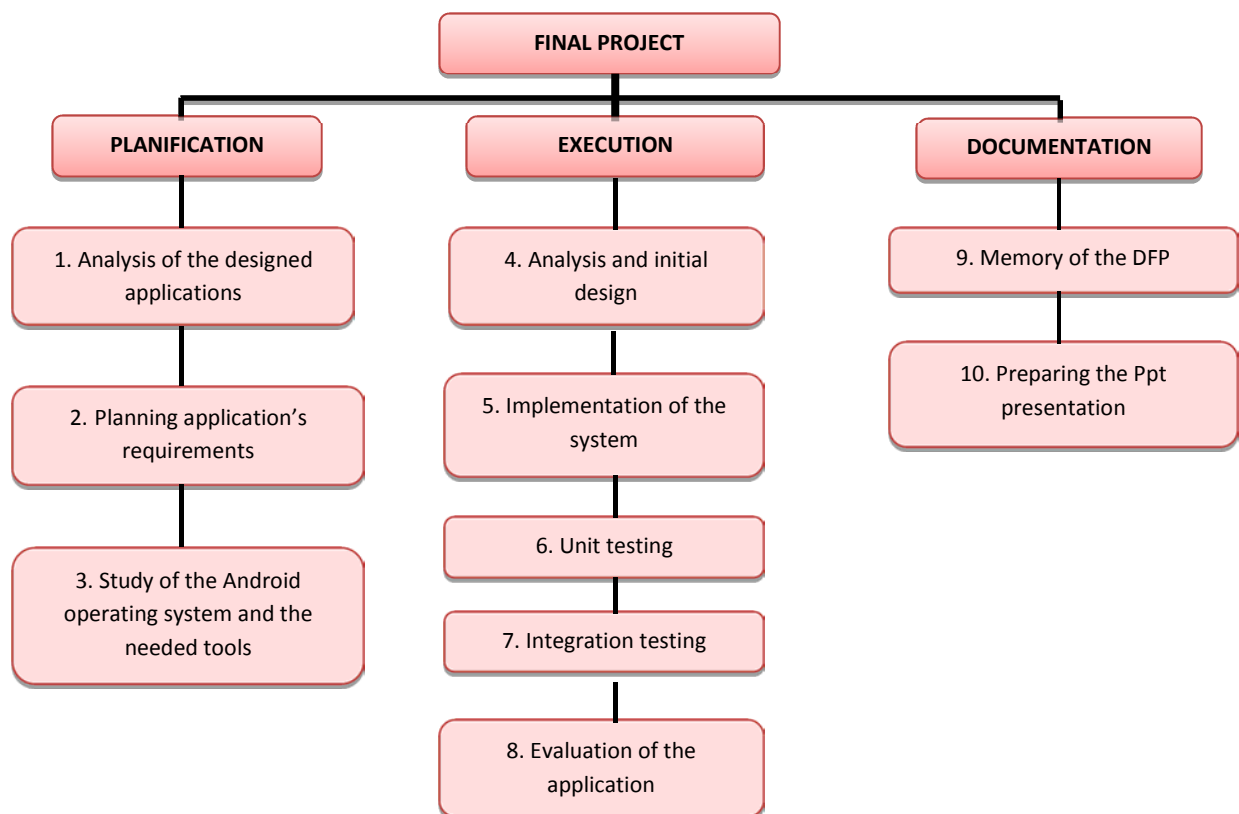 FINAL PROJECT
PLANIFICATION
1. Analysis of the designed
applications
2. Planning application’s
requirements
3. Study of the Android
operating system and the
needed tools
EXECUTION
4. Analysis and initial
design
5. Implementation of the
system
6. Unit testing
7. Integration testing
8. Evaluation of the
application
DOCUMENTATION
9. Memory of the DFP
10. Preparing the Ppt
presentation